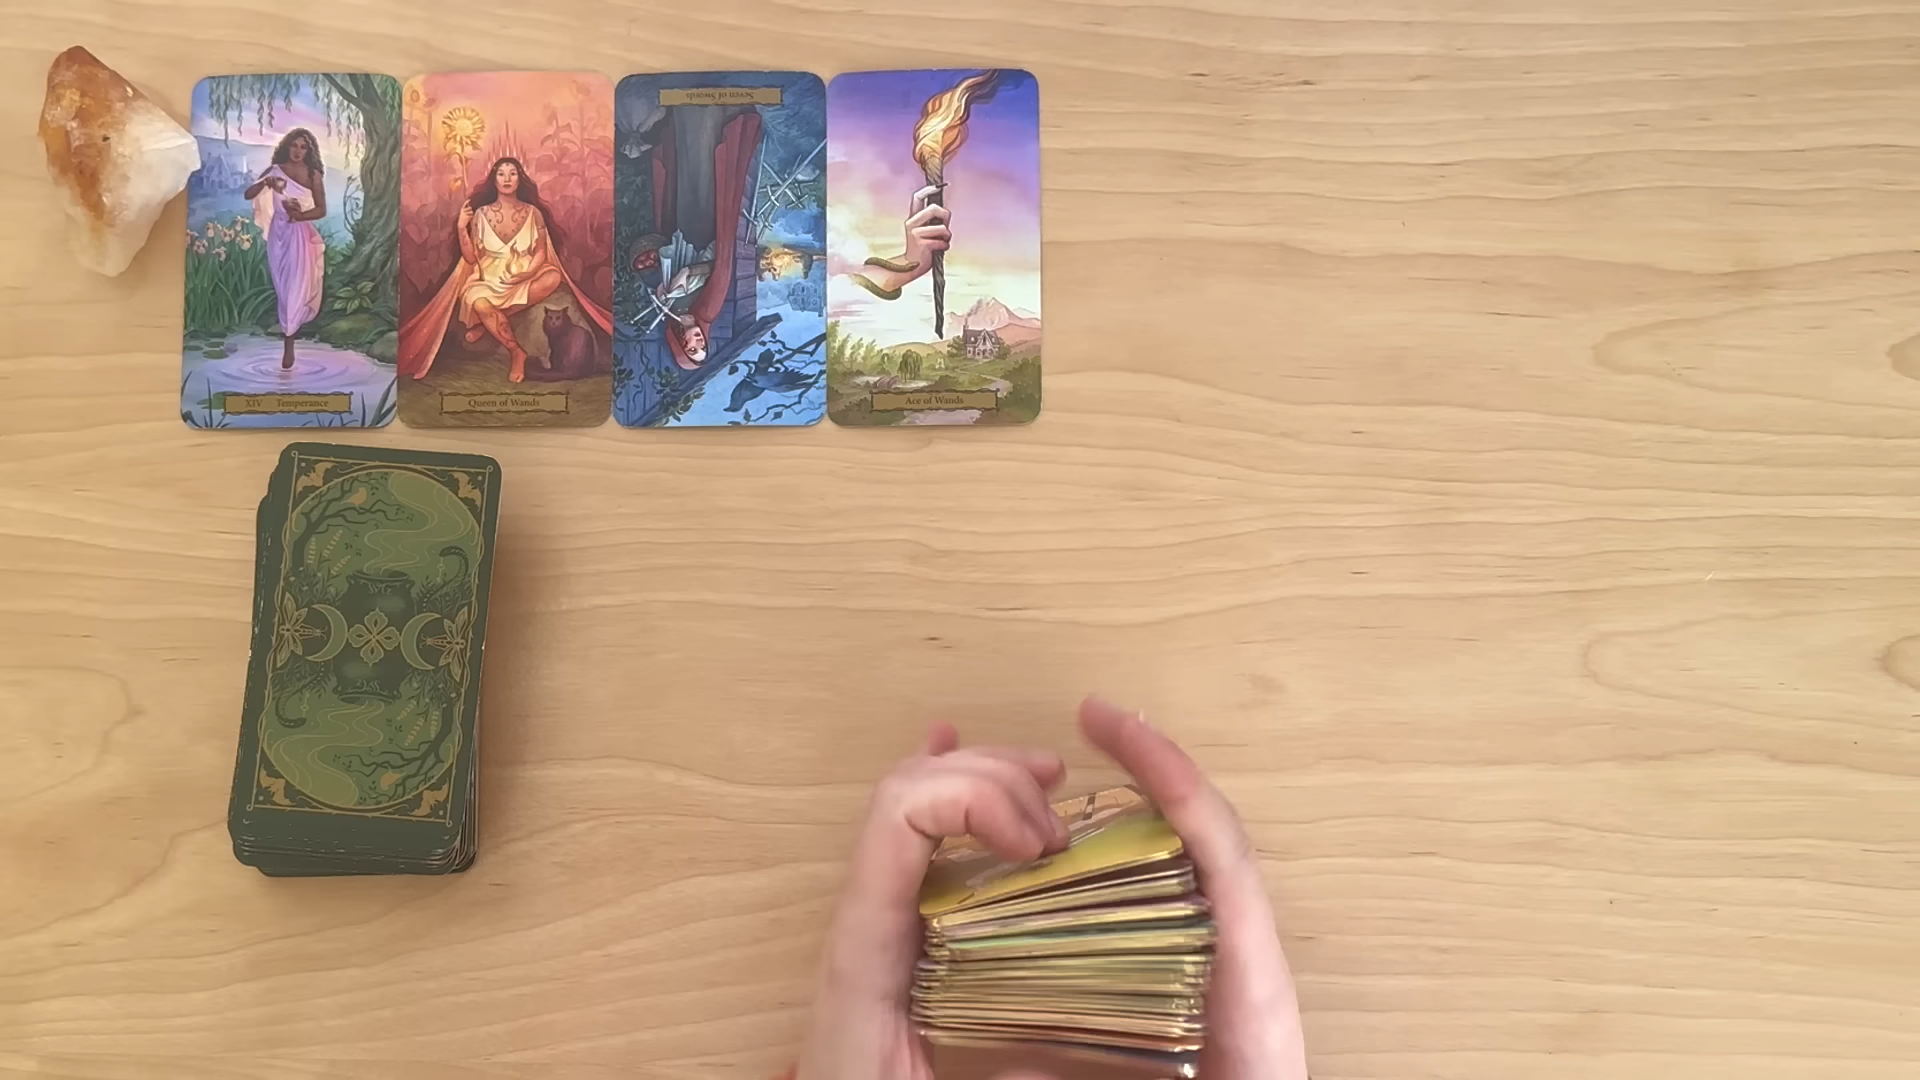 XIV Temperance
Queen of Wands
Seven of Swords
Ace of Wands